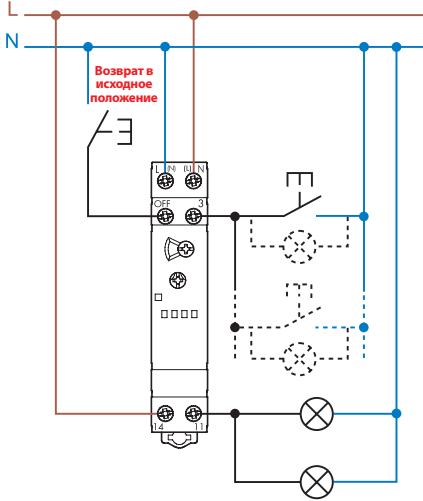 L
N
Возврат в
исходное
положение
L (N) (L) N
OFF 3
14 11